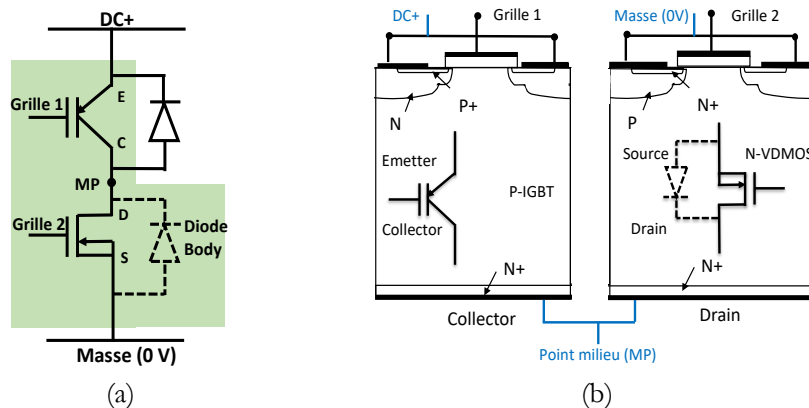 DC+
Grille 1
E
C
MP
Grille 2
D
S
Diode
Body
Masse (0 V)
(a)
DC+
Grille 1
N
P+
Emetter
Collector
P-IGBT
N+
Collector
Masse (0V)
Grille 2
P
N+
Source
Drain
N-VDMOS
N+
Drain
Point milieu (MP)
(b)